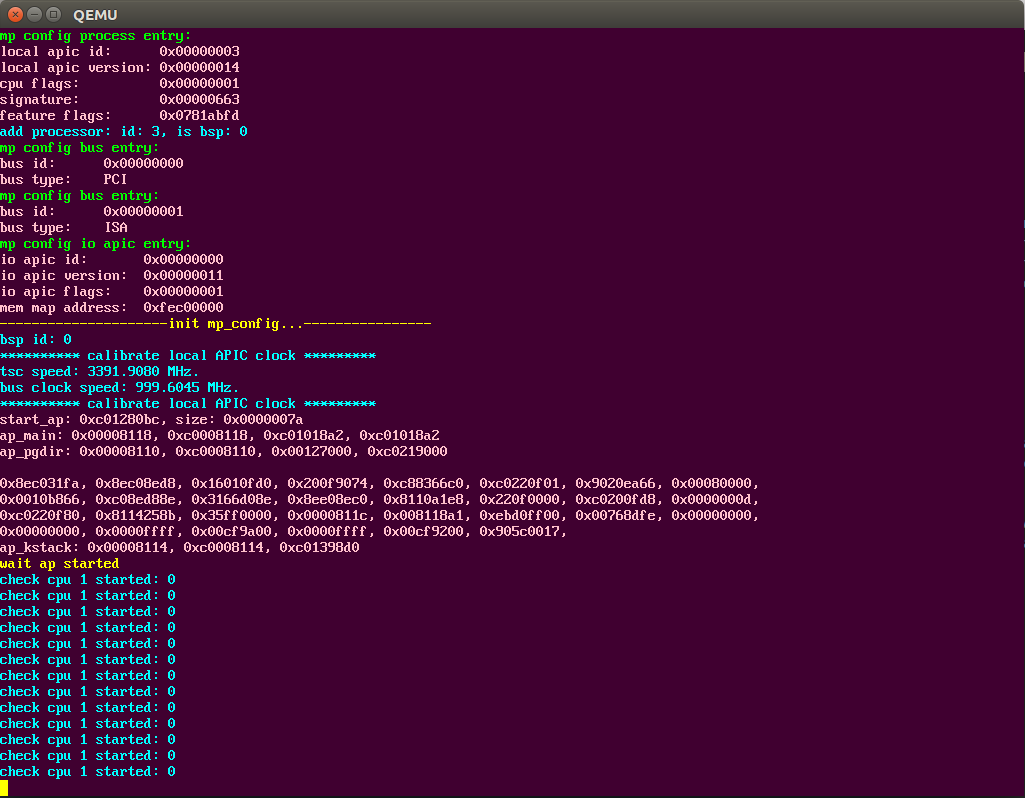 QEMU
mp config process entry:
local apic id:      0x00000003
local apic version: 0x00000014
cpu flags:          0x00000001
signature:          0x00000663
feature flags:      0x0781abfd
add processor: id: 3, is bsp: 0
mp config bus entry:
bus id:      0x00000000
bus type:    PCI
mp config bus entry:
bus id:      0x00000001
bus type:    ISA
mp config io apic entry:
io apic id:       0x00000000
io apic version:  0x00000011
io apic flags:    0x00000001
mem map address:  0xfec00000
---------------------init mp_config...----------------
bsp id: 0
********** calibrate local APIC clock *********
tsc speed: 3391.9080 MHz.
bus clock speed: 999.6045 MHz.
********** calibrate local APIC clock *********
start_ap: 0xc01280bc, size: 0x0000007a
ap_main: 0x00008118, 0xc0008118, 0xc01018a2, 0xc01018a2
ap_pgdir: 0x00008110, 0xc0008110, 0x00127000, 0xc0219000
0x8ec031fa, 0x8ec08ed8, 0x16010fd0, 0x200f9074, 0xc88366c0, 0xc0220f01, 0x9020ea66, 0x00080000,
0x0010b866, 0xc08ed88e, 0x3166d08e, 0x8ee08ec0, 0x8110a1e8, 0x220f0000, 0xc0200fd8, 0x0000000d,
0xc0220f80, 0x8114258b, 0x35ff0000, 0x0000811c, 0x008118a1, 0xebd0ff00, 0x00768dfe, 0x00000000,
0x00000000, 0x0000ffff, 0x00cf9a00, 0x0000ffff, 0x00cf9200, 0x905c0017,
ap_kstack: 0x00008114, 0xc0008114, 0xc01398d0
wait ap started
check cpu 1 started: 0
check cpu 1 started: 0
check cpu 1 started: 0
check cpu 1 started: 0
check cpu 1 started: 0
check cpu 1 started: 0
check cpu 1 started: 0
check cpu 1 started: 0
check cpu 1 started: 0
check cpu 1 started: 0
check cpu 1 started: 0
check cpu 1 started: 0
check cpu 1 started: 0